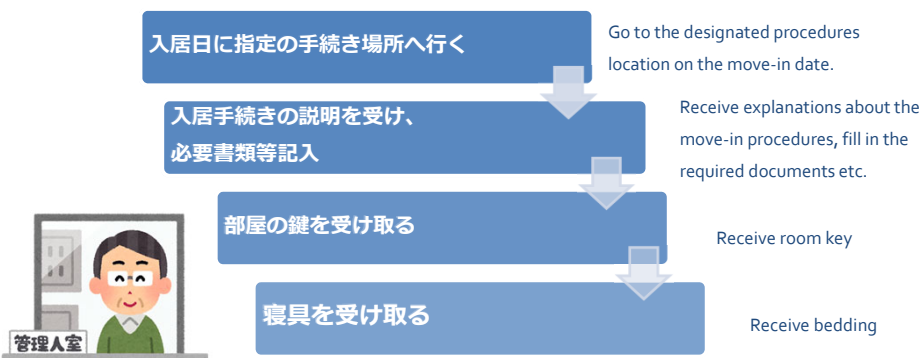 入居日に指定の手続き場所へ行く
Go to the designated procedures
location on the move-in date.
入居手続きの説明を受け、
必要書類等記入
Receive explanations about the
move-in procedures, fill in the
required documents etc.
部屋の鍵を受け取る
Receive room key
寝具を受け取る
Receive bedding
管理人室